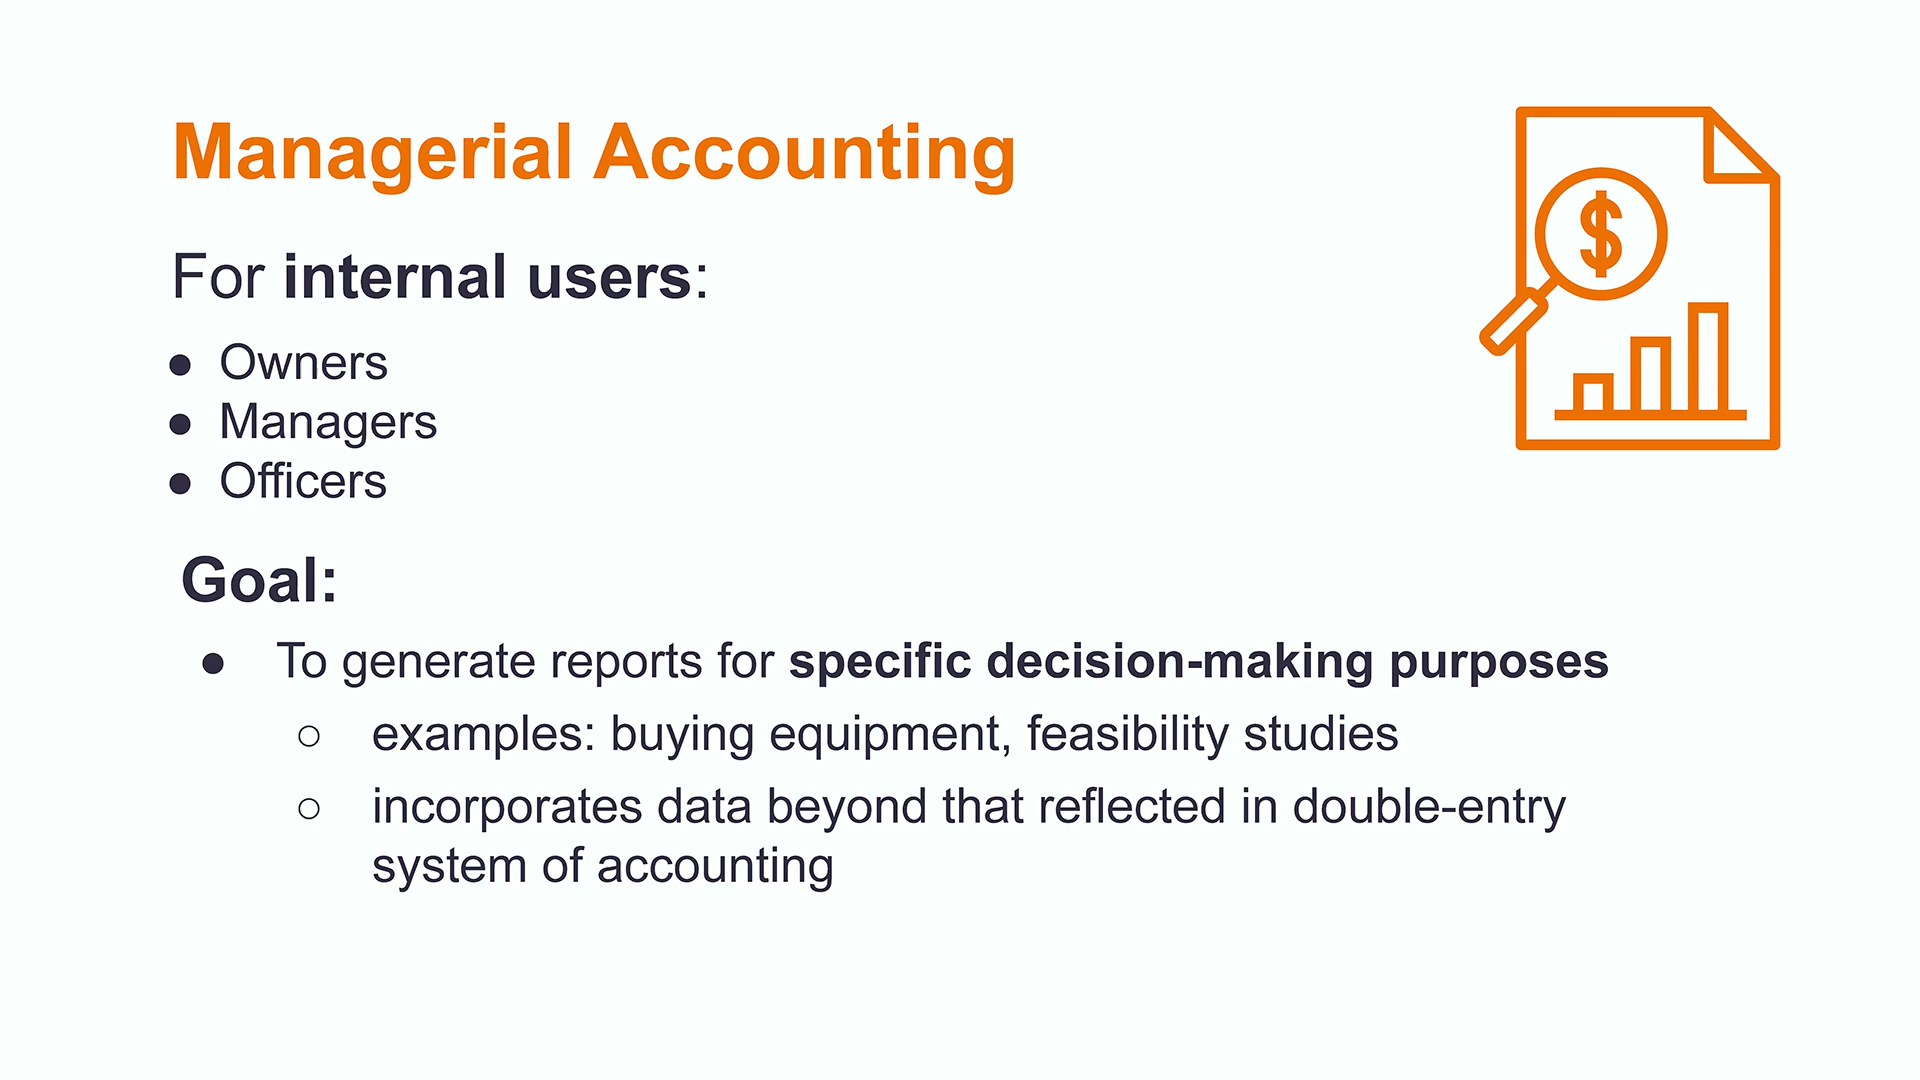 Managerial Accounting
$
For internal users:
● Owners
● Managers
● Officers
Goal:
● To generate reports for specific decision-making purposes
○ examples: buying equipment, feasibility studies
○ incorporates data beyond that reflected in double-entry
system of accounting